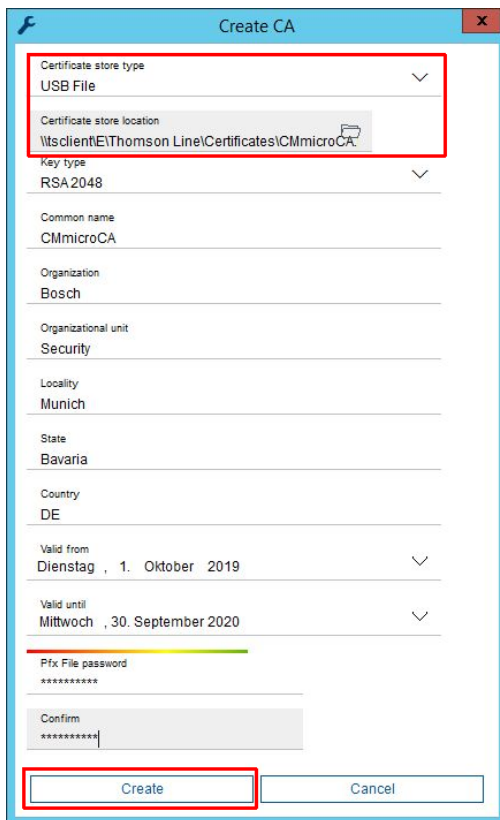 Create CA
x
Certificate store type
USB File
Certificate store location
\\tsclient\E\Thomson Line\Certificates\CMmicroCA.
Key type
RSA 2048
Common name
CMmicroCA
Organization
Bosch
Organizational unit
Security
Locality
Munich
State
Bavaria
Country
DE
Valid from
Dienstag , 1. Oktober 2019
Valid until
Mittwoch , 30. September 2020
Pfx File password
**********
Confirm
**********
Create Cancel